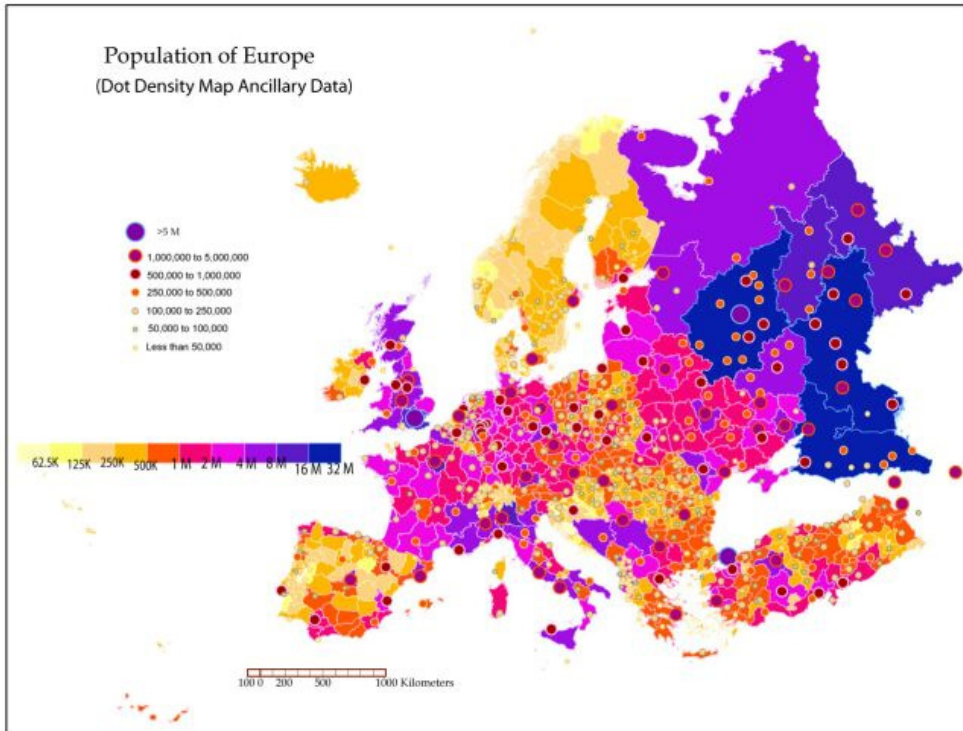 Population of Europe
(Dot Density Map Ancillary Data)
>5 M
1,000,000 to 5,000,000
500,000 to 1,000,000
250,000 to 500,000
100,000 to 250,000
50,000 to 100,000
Less than 50,000
62.5K 125K 250K 500K 1 M 2 M 4 M 8 M 16 M 32 M
100 0 200 500 1000 Kilometers